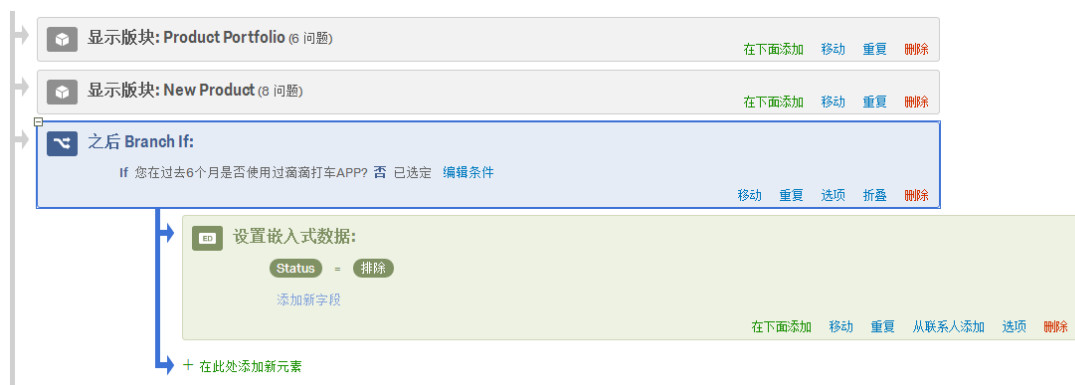 显示版块: Product Portfolio (6 问题)
在下面添加 移动 重复 删除
显示版块: New Product (8 问题)
在下面添加 移动 重复 删除
之后 Branch If:
If 您在过去6个月是否使用过滴滴打车APP? 否 已选定 编辑条件
移动 重复 选项 折叠 删除
ED 设置嵌入式数据:
Status = 排除
添加新字段
在下面添加 移动 重复 从联系人添加 选项 删除
+ 在此处添加新元素